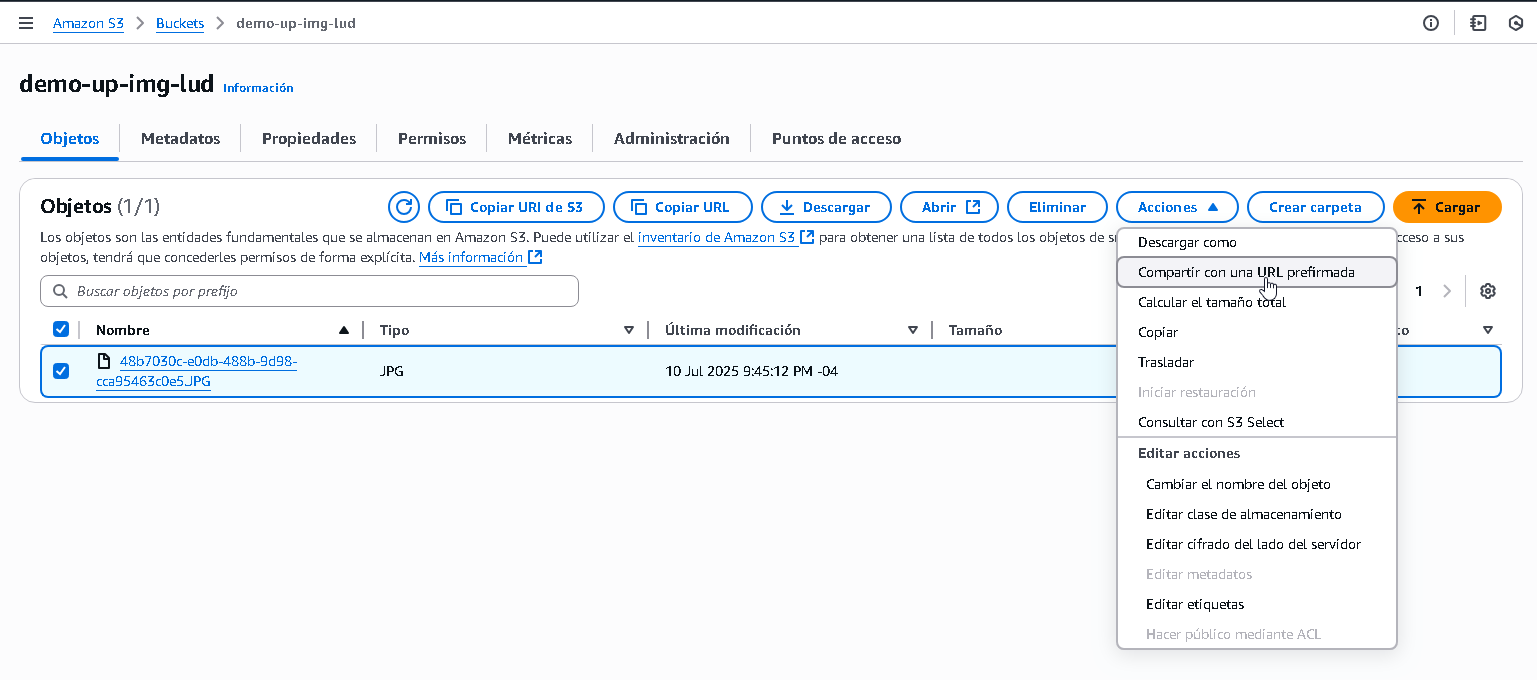 Amazon S3 > Buckets > demo-up-img-lud
demo-up-img-lud Información
Objetos Metadatos Propiedades Permisos Métricas Administración Puntos de acceso
Objetos (1/1) Copiar URI de S3 Copiar URL Descargar Abrir Eliminar Acciones Crear carpeta Cargar
Los objetos son las entidades fundamentales que se almacenan en Amazon S3. Puede utilizar el inventario de Amazon S3 para obtener una lista de todos los objetos de
objetos, tendrá que concederles permisos de forma explícita. Más información
Buscar objetos por prefijo
1
Nombre Tipo Última modificación Tamaño
48b7030c-e0db-488b-9d98-
cca95463c0e5.JPG
JPG 10 Jul 2025 9:45:12 PM -04
Descargar como
Compartir con una URL prefirmada
Calcular el tamaño total
Copiar
Trasladar
Iniciar restauración
Consultar con S3 Select
Editar acciones
Cambiar el nombre del objeto
Editar clase de almacenamiento
Editar cifrado del lado del servidor
Editar metadatos
Editar etiquetas
Hacer público mediante ACL